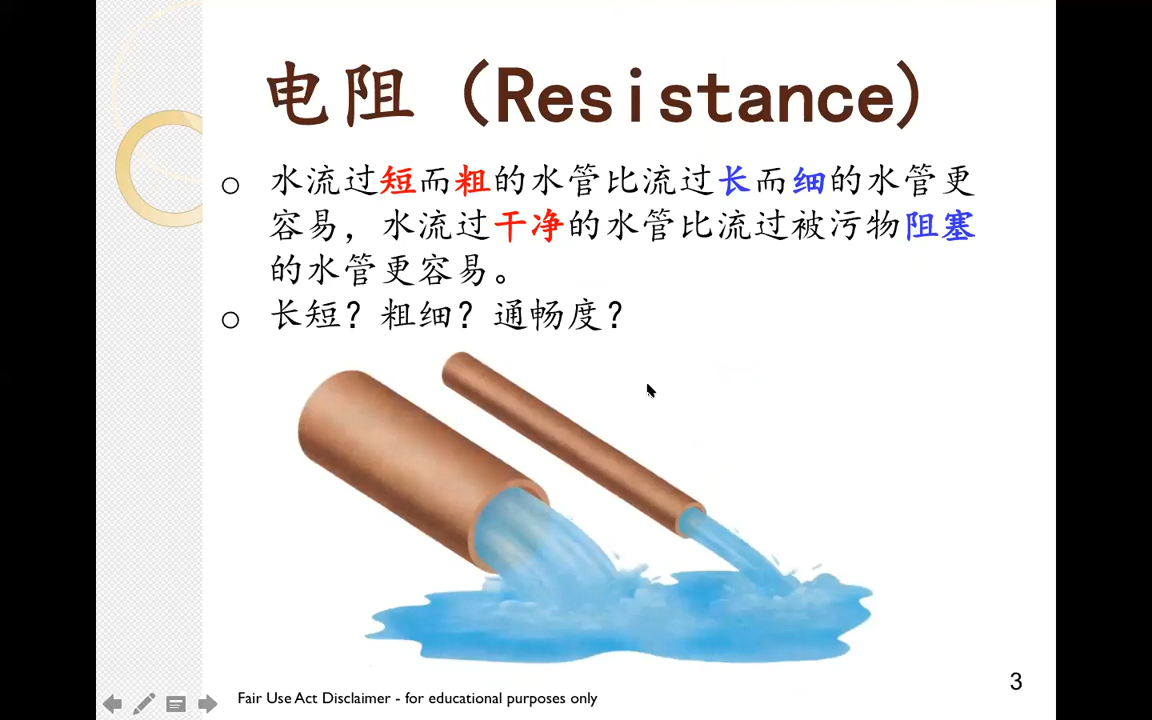 电阻（Resistance）
水流过短而粗的水管比流过长而细的水管更
容易，水流过干净的水管比流过被污物阻塞
的水管更容易。
长短？粗细？通畅度？
Fair Use Act Disclaimer - for educational purposes only
3